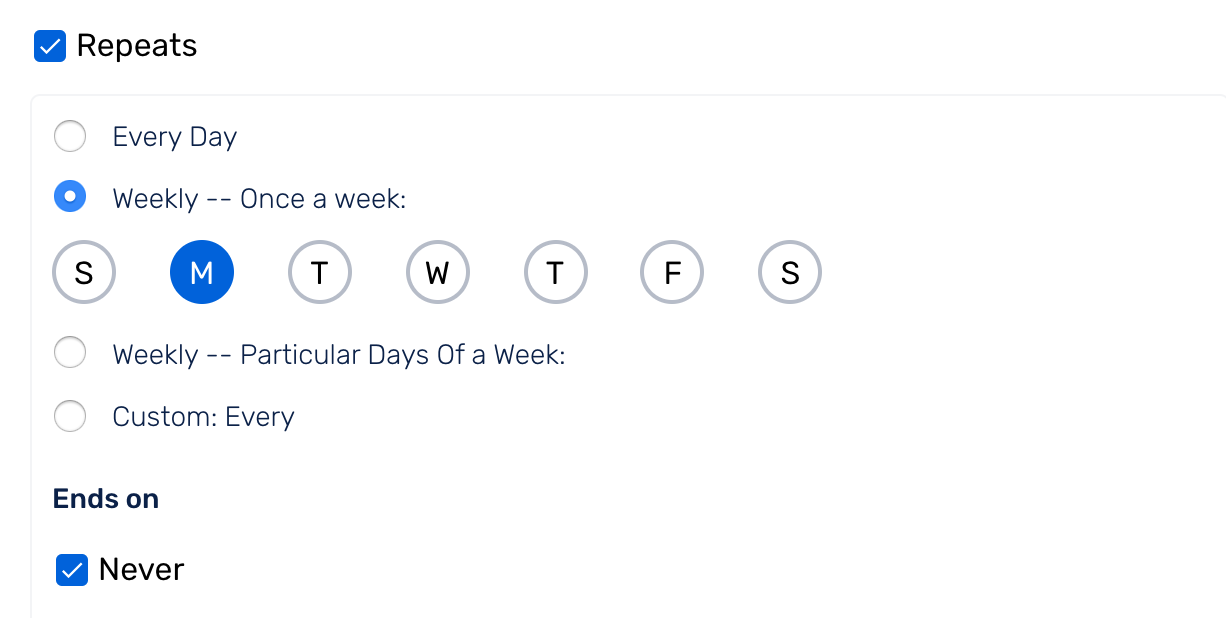 Repeats
Every Day
Weekly -- Once a week:
S M T W T F S
Weekly -- Particular Days Of a Week:
Custom: Every
Ends on
Never